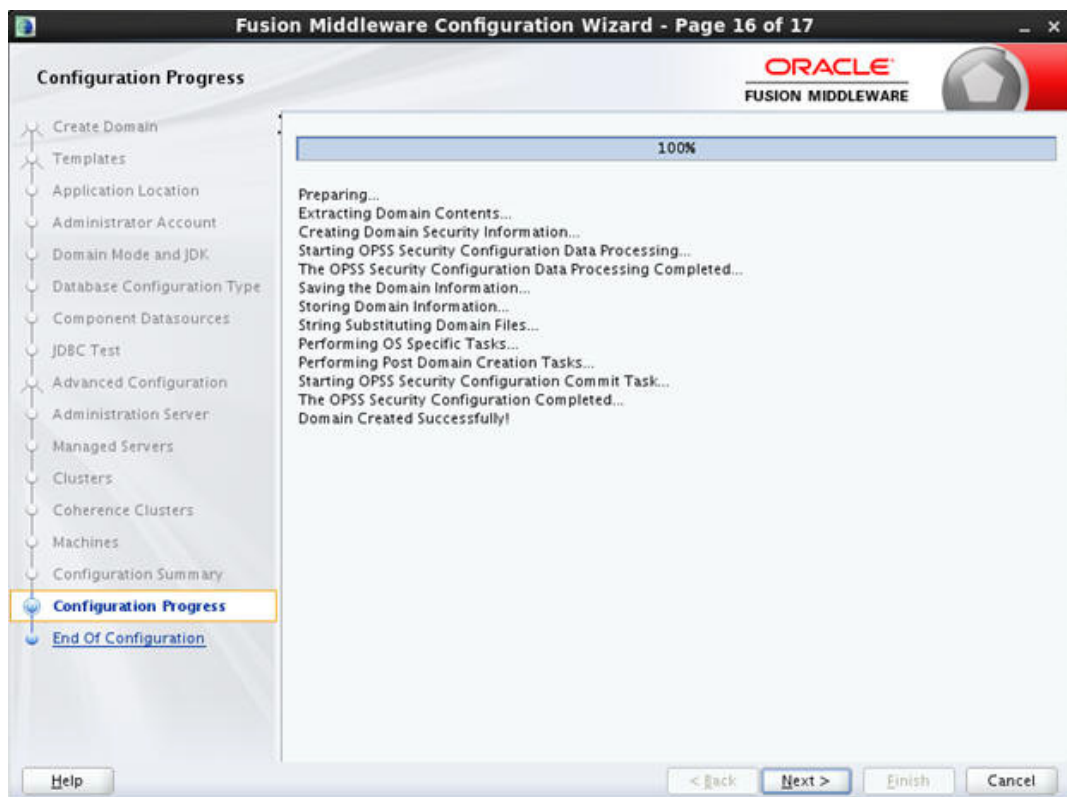 Fusion Middleware Configuration Wizard - Page 16 of 17
Configuration Progress
ORACLE
FUSION MIDDLEWARE
Create Domain
Templates
Application Location
Administrator Account
Domain Mode and JDK
Database Configuration Type
Component Datasources
JDBC Test
Advanced Configuration
Administration Server
Managed Servers
Clusters
Coherence Clusters
Machines
Configuration Summary
Configuration Progress
End Of Configuration
100%
Preparing...
Extracting Domain Contents...
Creating Domain Security Information...
Starting OPSS Security Configuration Data Processing...
The OPSS Security Configuration Data Processing Completed...
Saving the Domain Information...
Storing Domain Information...
String Substituting Domain Files...
Performing OS Specific Tasks...
Performing Post Domain Creation Tasks...
Starting OPSS Security Configuration Commit Task...
The OPSS Security Configuration Completed...
Domain Created Successfully!
Help
< Back
Next >
Finish
Cancel